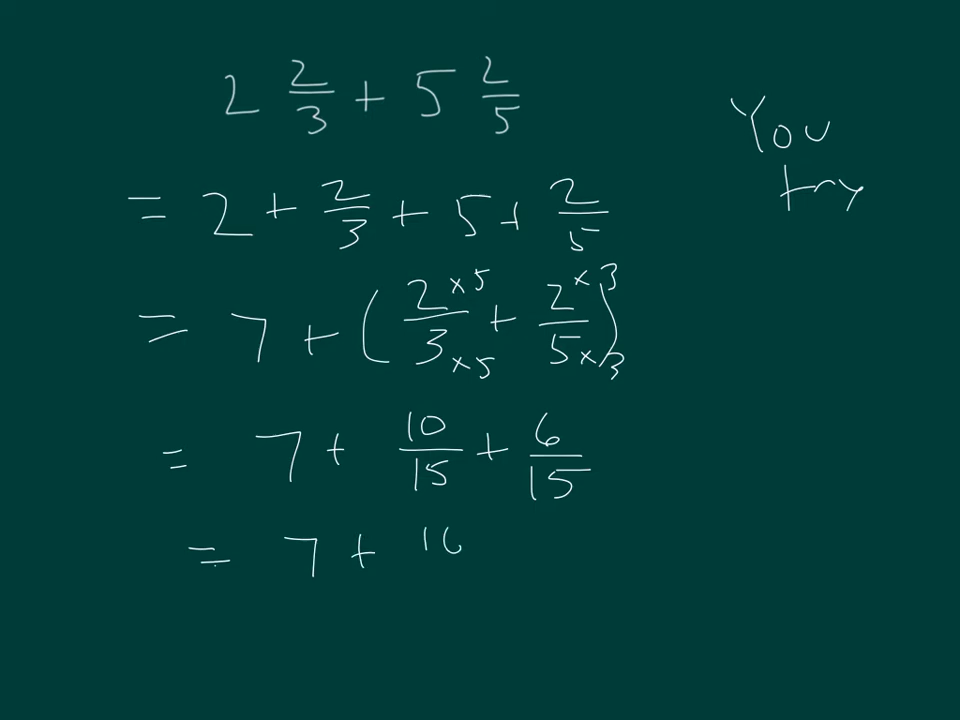 2 2/3 + 5 2/5
You
try
= 2 + 2/3 + 5 + 2/5
= 7 + (2×5/3×5 + 2×3/5×3)
= 7 + 10/15 + 6/15
= 7 + 10